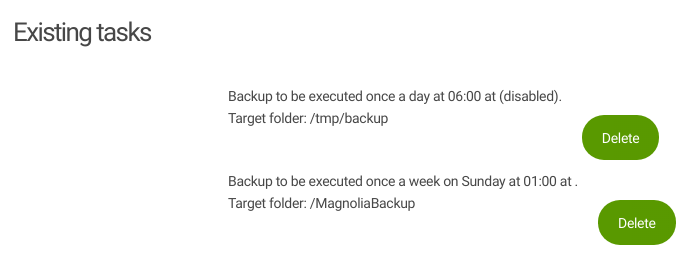 Existing tasks
Backup to be executed once a day at 06:00 at (disabled).
Target folder: /tmp/backup
Delete
Backup to be executed once a week on Sunday at 01:00 at .
Target folder: /MagnoliaBackup
Delete